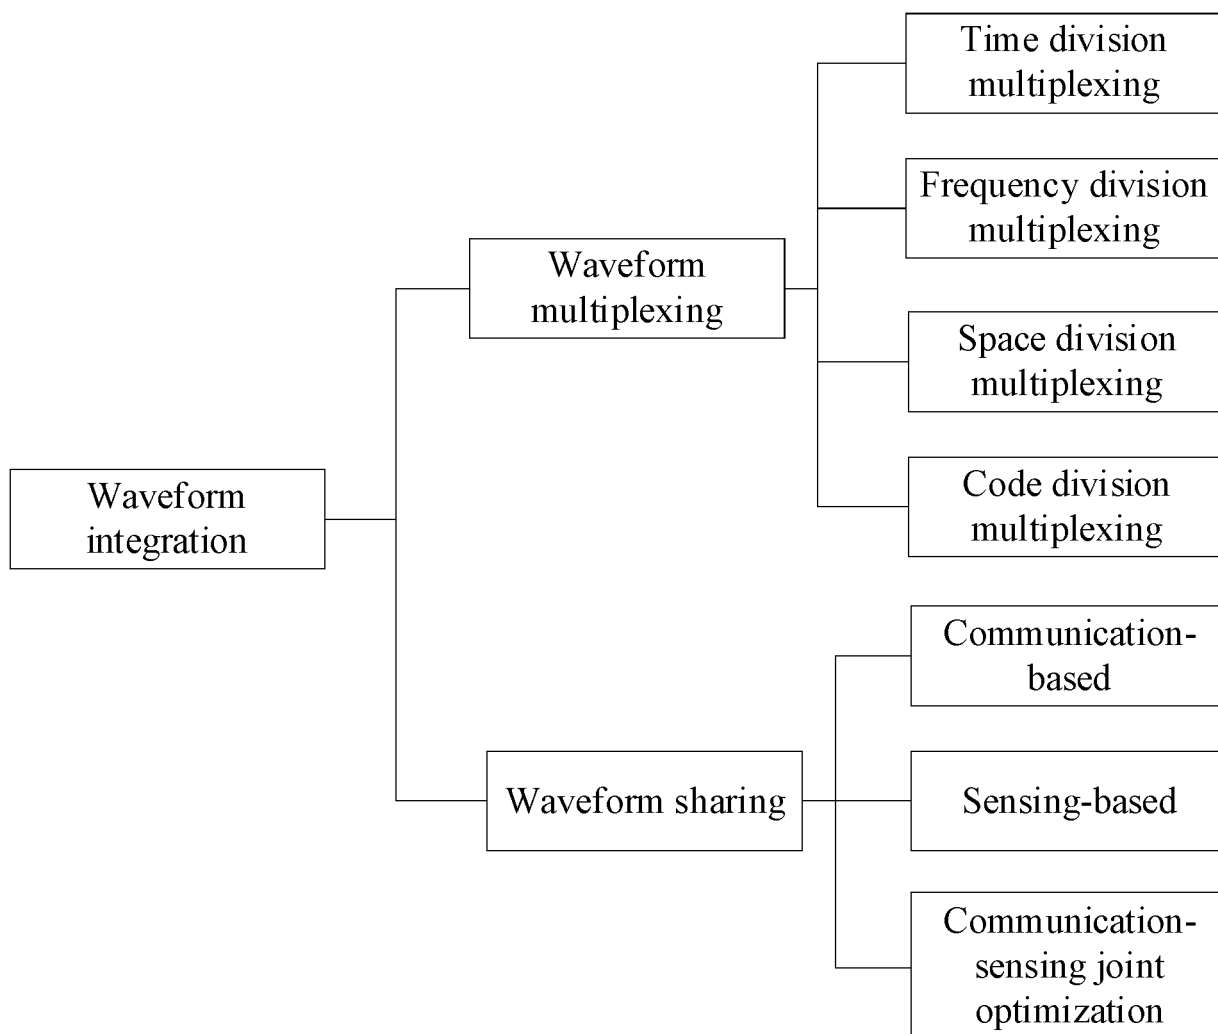 Time division
multiplexing
Frequency division
multiplexing
Waveform
multiplexing
Space division
multiplexing
Code division
multiplexing
Waveform
integration
Communication-
based
Waveform sharing
Sensing-based
Communication-
sensing joint
optimization